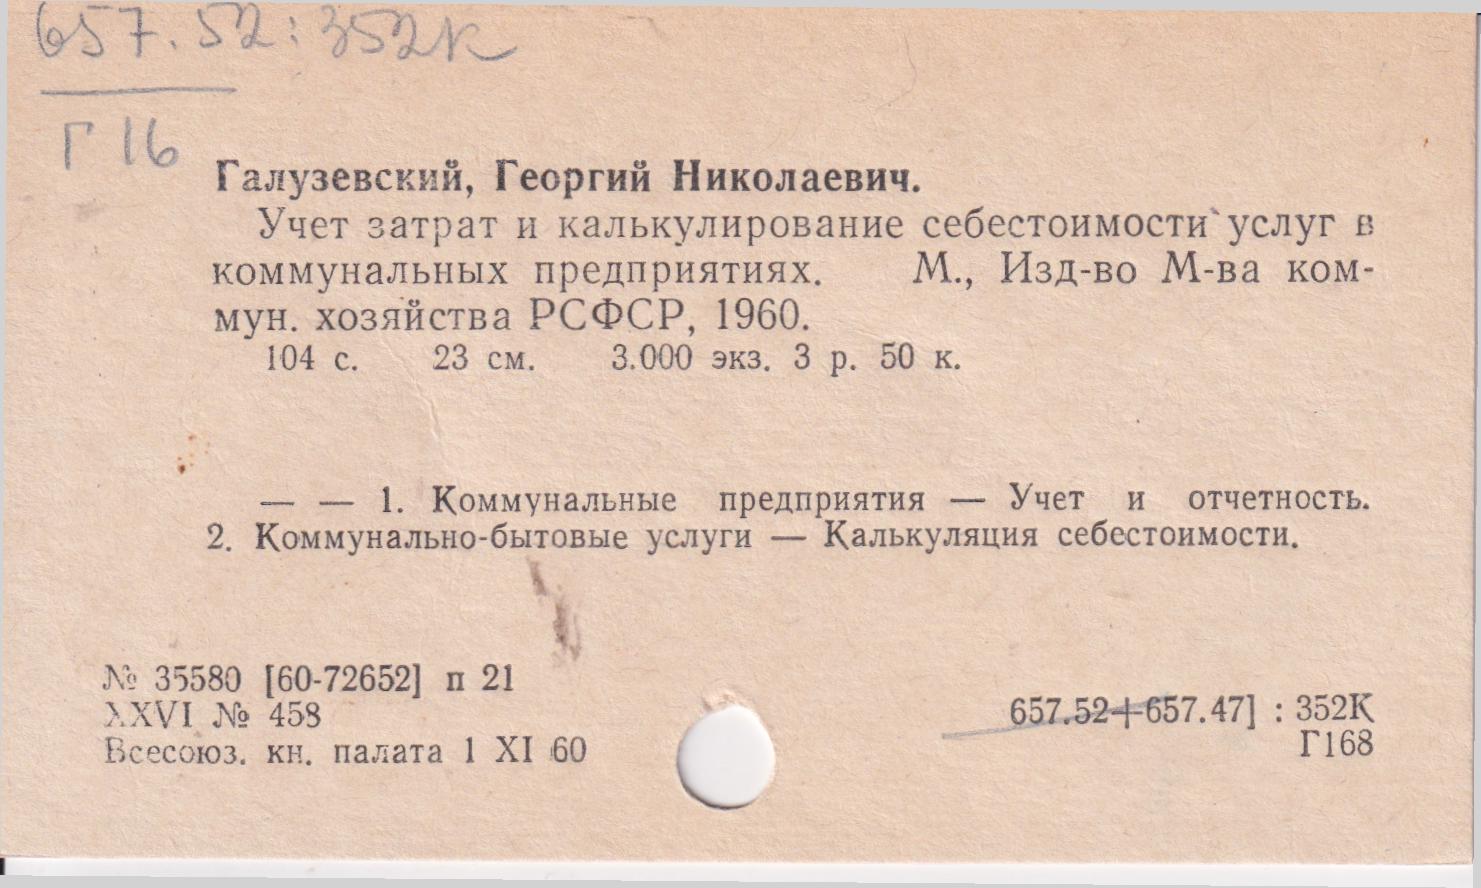 657.52:352К
Г 16
Галузевский, Георгий Николаевич.
Учет затрат и калькулирование себестоимости услуг в
коммунальных предприятиях. М., Изд-во М-ва ком-
мун. хозяйства РСФСР, 1960.
104 с. 23 см. 3.000 экз. 3 р. 50 к.
— — 1. Коммунальные предприятия — Учет и отчетность.
2. Коммунально-бытовые услуги — Калькуляция себестоимости.
№ 35580 [60-72652] п 21
XXVI № 458
Всесоюз. кн. палата 1 XI 60
657.52+657.47] : 352К
Г168